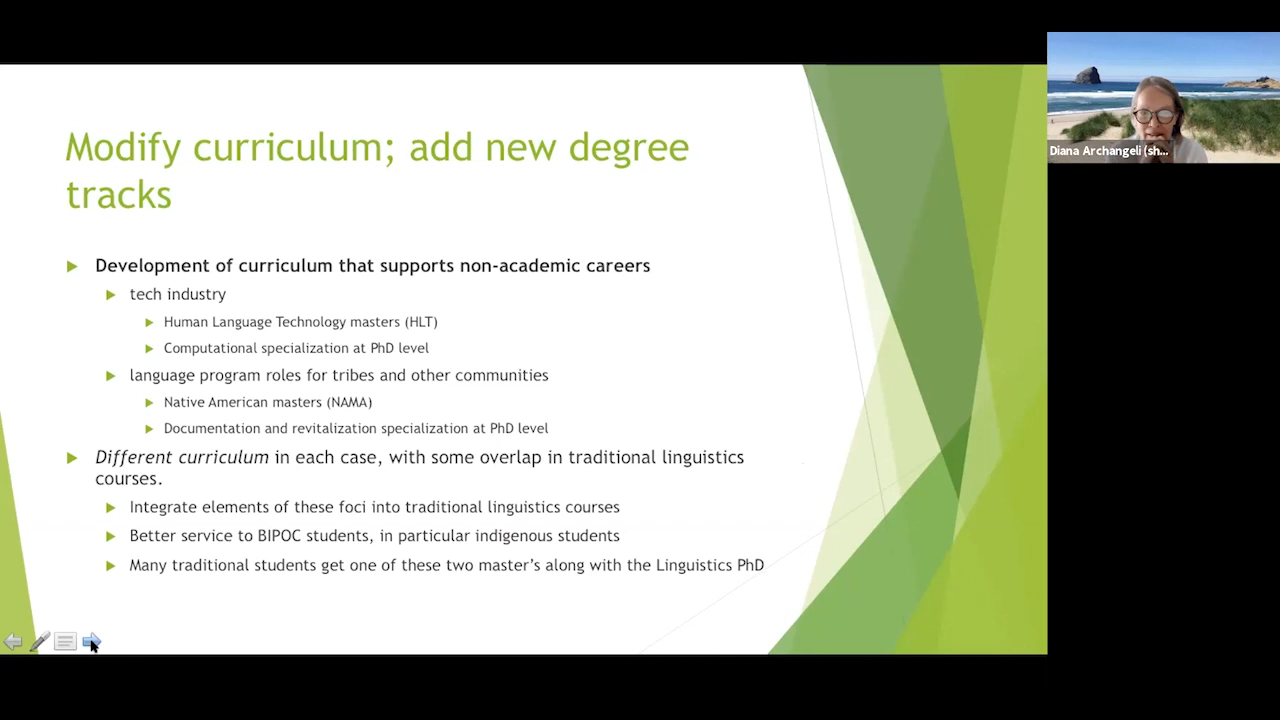 Modify curriculum; add new degree
tracks
Development of curriculum that supports non-academic careers
tech industry
Human Language Technology masters (HLT)
Computational specialization at PhD level
language program roles for tribes and other communities
Native American masters (NAMA)
Documentation and revitalization specialization at PhD level
Different curriculum in each case, with some overlap in traditional linguistics
courses.
Integrate elements of these foci into traditional linguistics courses
Better service to BIPOC students, in particular indigenous students
Many traditional students get one of these two master's along with the Linguistics PhD
Diana Archangeli (sh...